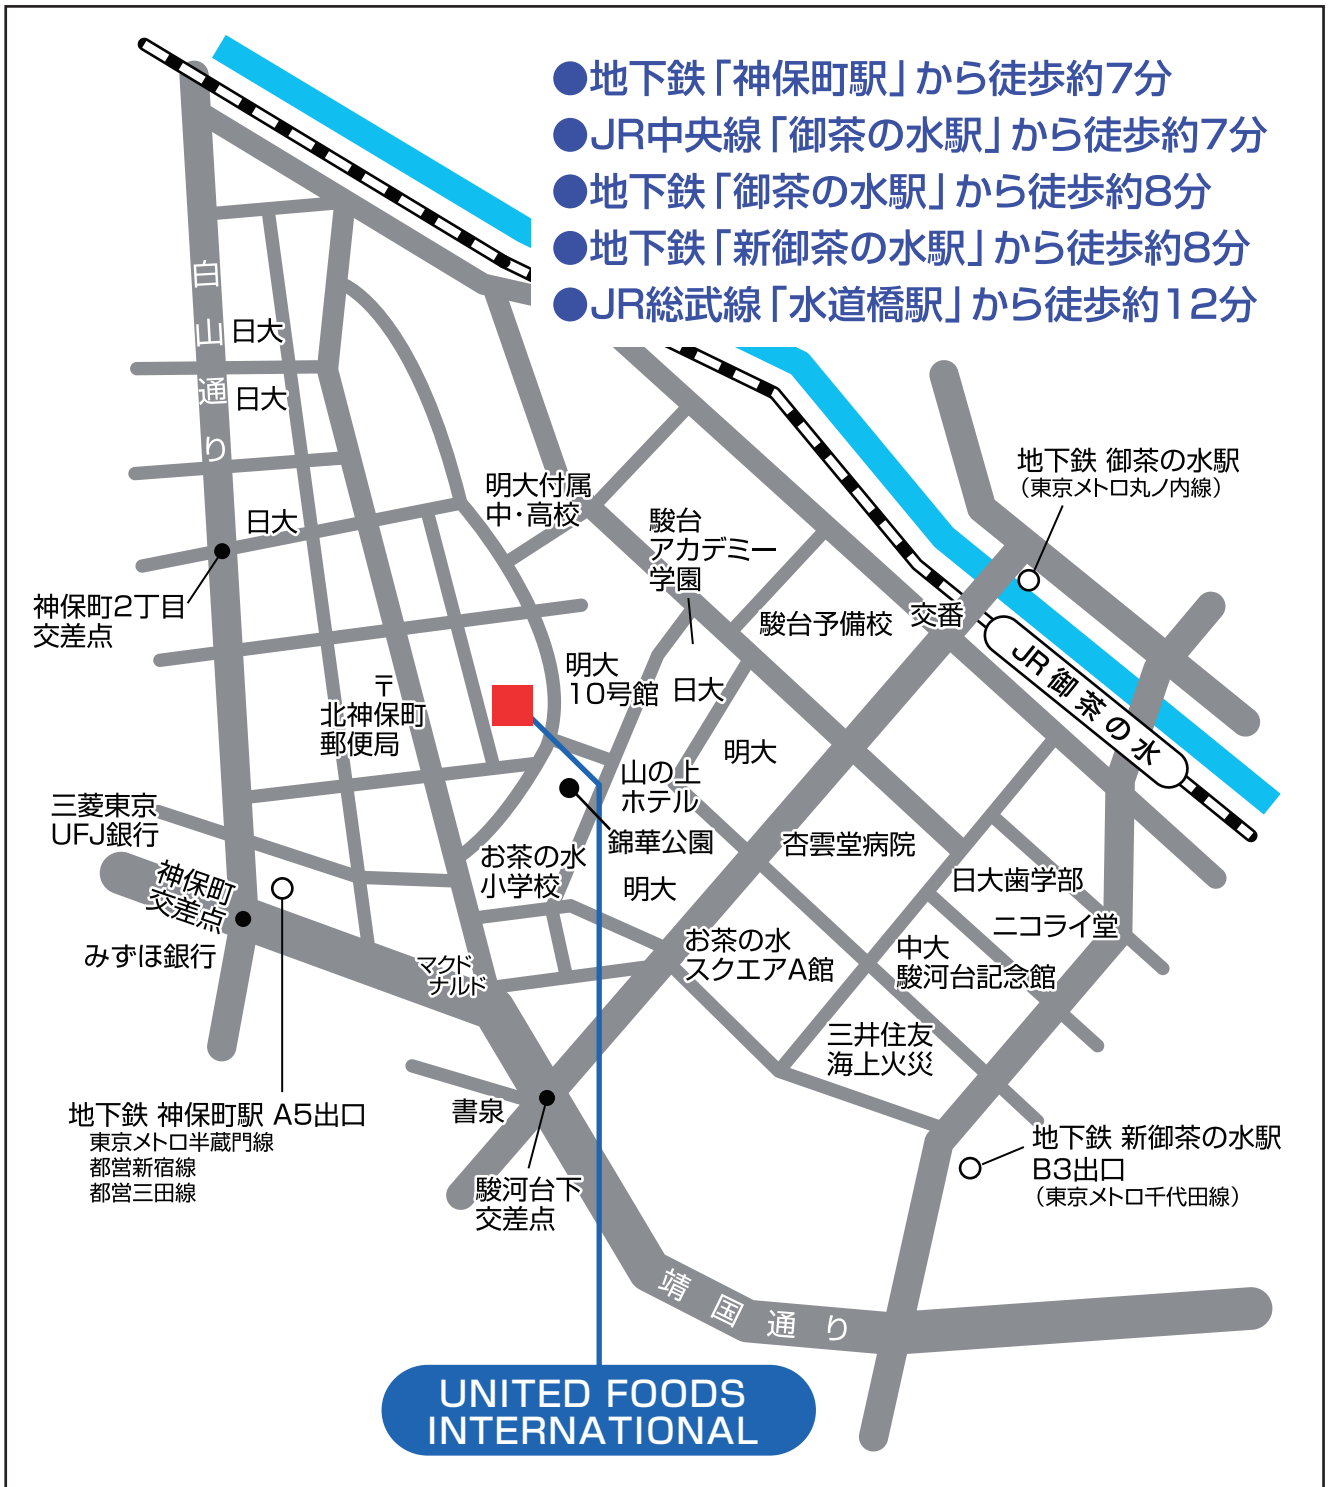 ●地下鉄「神保町駅」から徒歩約7分
●JR中央線「御茶の水駅」から徒歩約7分
●地下鉄「御茶の水駅」から徒歩約8分
●地下鉄「新御茶の水駅」から徒歩約8分
●JR総武線「水道橋駅」から徒歩約12分
白山通り
日大
日大
日大
神保町2丁目
交差点
明大付属
中・高校
駿台
アカデミー
学園
駿台予備校
交番
地下鉄 御茶の水駅
（東京メトロ丸ノ内線）
JR御茶の水
〒
北神保町
郵便局
明大
10号館
日大
明大
山の上
ホテル
錦華公園
三菱東京
UFJ銀行
神保町
交差点
みずほ銀行
お茶の水
小学校
明大
杏雲堂病院
日大歯学部
ニコライ堂
マクド
ナルド
お茶の水
スクエアA館
中大
駿河台記念館
三井住友
海上火災
地下鉄 神保町駅 A5出口
東京メトロ半蔵門線
都営新宿線
都営三田線
書泉
駿河台下
交差点
地下鉄 新御茶の水駅
B3出口
（東京メトロ千代田線）
靖国通り
UNITED FOODS
INTERNATIONAL